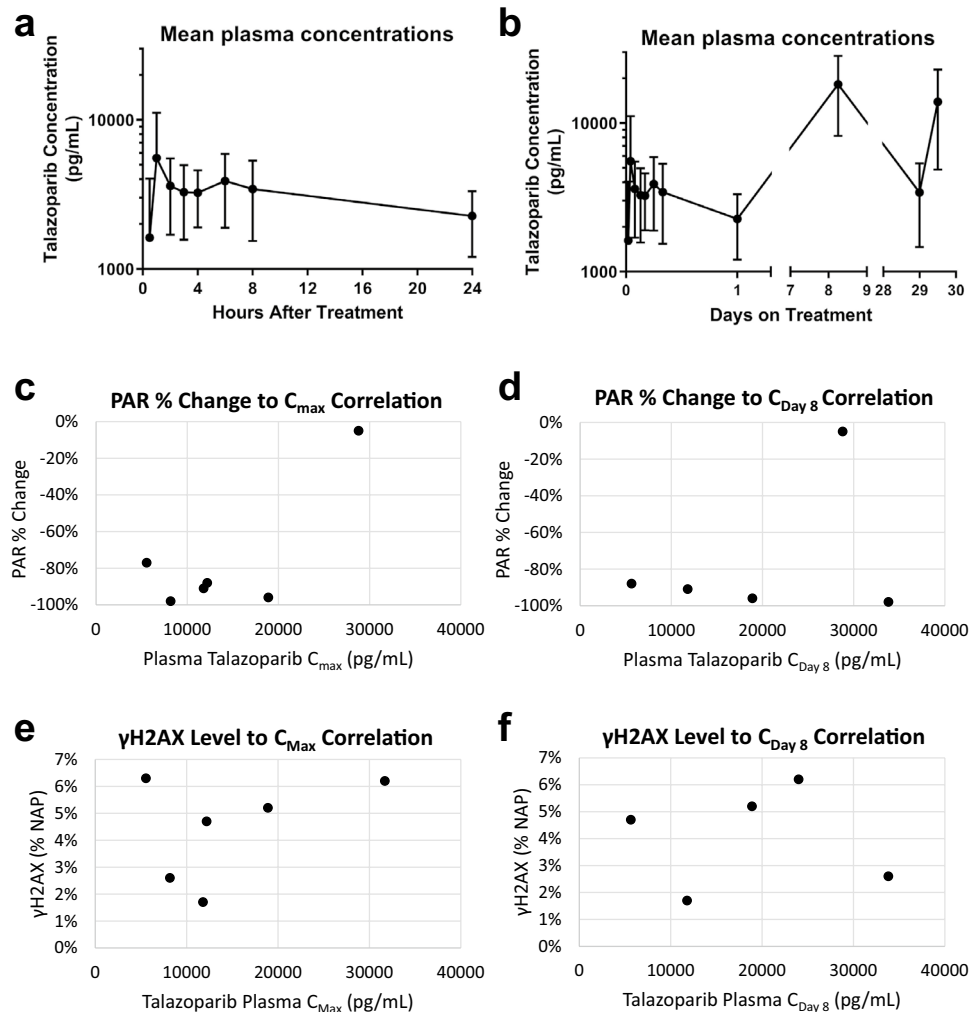 a
Mean plasma concentrations
Talazoparib Concentration
(pg/mL)
10000
1000
0 4 8 12 16 20 24
Hours After Treatment
b
Mean plasma concentrations
Talazoparib Concentration
(pg/mL)
10000
1000
0 1 7 8 9 28 29 30
Days on Treatment
c
PAR % Change to Cmax Correlation
PAR % Change
0%
-20%
-40%
-60%
-80%
-100%
0 10000 20000 30000 40000
Plasma Talazoparib Cmax (pg/mL)
d
PAR % Change to CDay 8 Correlation
PAR % Change
0%
-20%
-40%
-60%
-80%
-100%
0 10000 20000 30000 40000
Plasma Talazoparib CDay 8 (pg/mL)
e
γH2AX Level to CMax Correlation
γH2AX (% NAP)
7%
6%
5%
4%
3%
2%
1%
0%
0 10000 20000 30000 40000
Talazoparib Plasma CMax (pg/mL)
f
γH2AX Level to CDay 8 Correlation
γH2AX (% NAP)
7%
6%
5%
4%
3%
2%
1%
0%
0 10000 20000 30000 40000
Talazoparib Plasma CDay 8 (pg/mL)